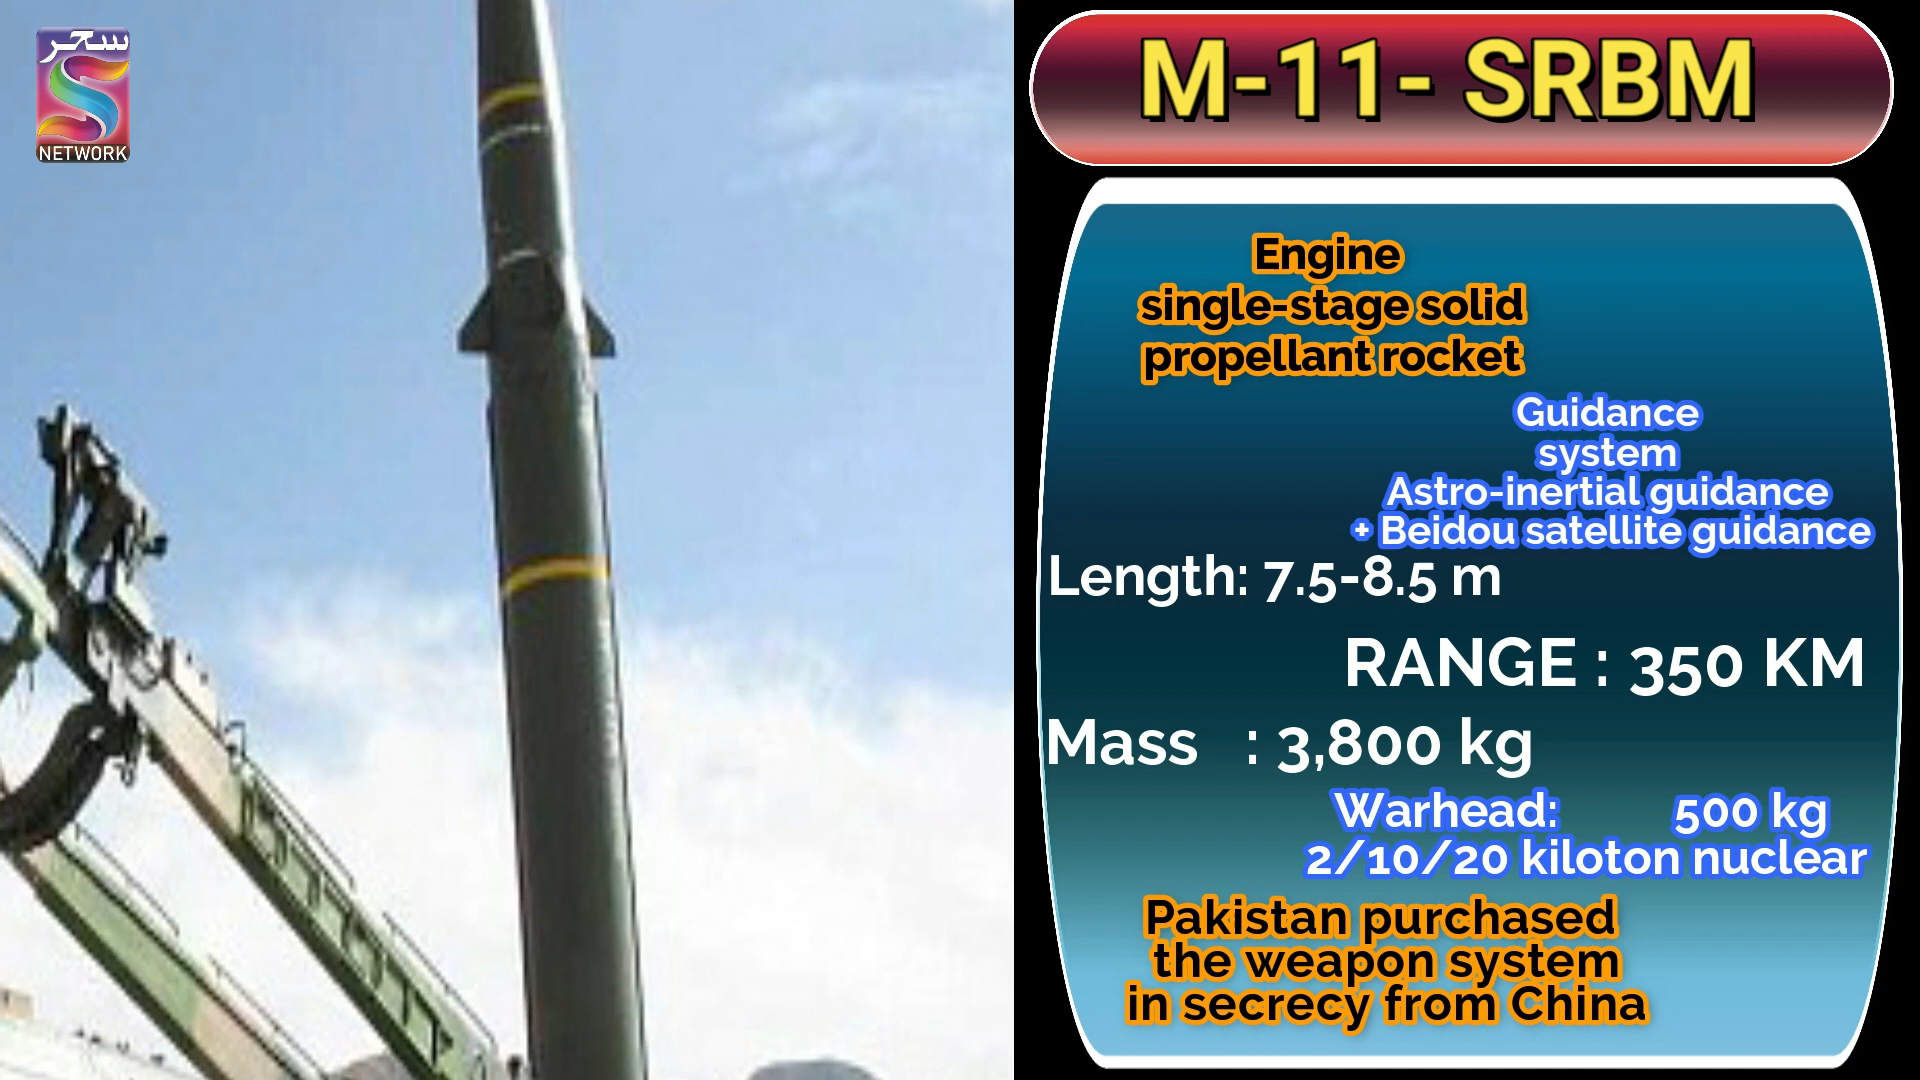 سحر
NETWORK
M-11- SRBM
Engine
single-stage solid
propellant rocket
Guidance
system
Astro-inertial guidance
+ Beidou satellite guidance
Length: 7.5-8.5 m
RANGE : 350 KM
Mass : 3,800 kg
Warhead: 500 kg
2/10/20 kiloton nuclear
Pakistan purchased
the weapon system
in secrecy from China